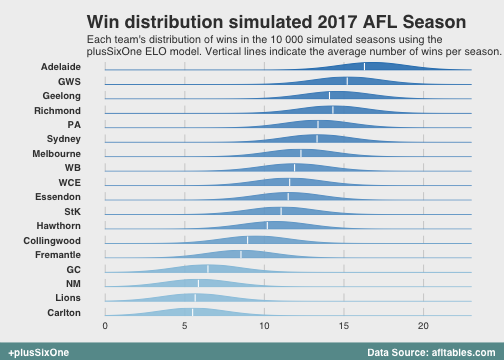 Win distribution simulated 2017 AFL Season
Each team's distribution of wins in the 10 000 simulated seasons using the
plusSixOne ELO model. Vertical lines indicate the average number of wins per season.
Adelaide
GWS
Geelong
Richmond
PA
Sydney
Melbourne
WB
WCE
Essendon
StK
Hawthorn
Collingwood
Fremantle
GC
NM
Lions
Carlton
0 5 10 15 20
+plusSixOne Data Source: afltables.com